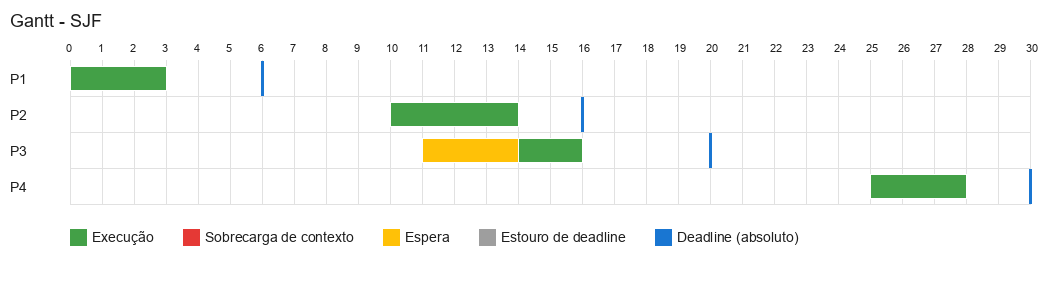 Gantt - SJF
0 1 2 3 4 5 6 7 8 9 10 11 12 13 14 15 16 17 18 19 20 21 22 23 24 25 26 27 28 29 30
P1
P2
P3
P4
Execução Sobrecarga de contexto Espera Estouro de deadline Deadline (absoluto)